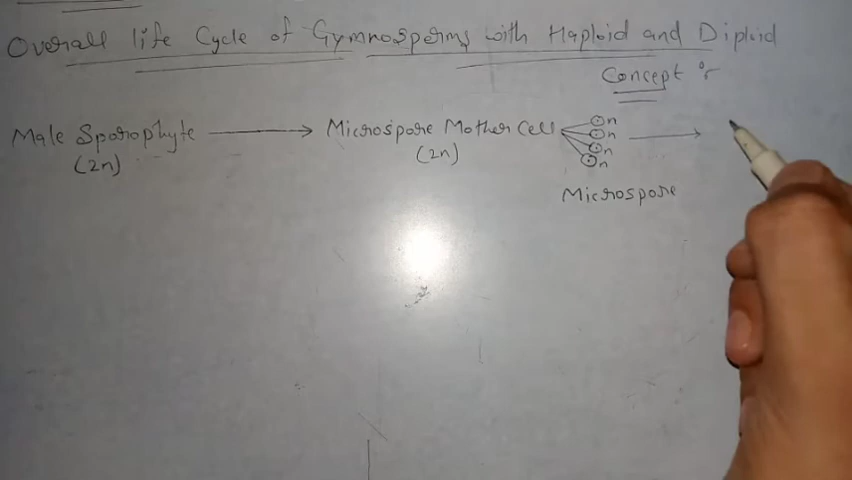 Overall life Cycle of Gymnosperms with Haploid and Diploid
Concept :-
Male Sporophyte → Microspore Mother Cell → 
(2n) (2n)
n
n
n
n
Microspore